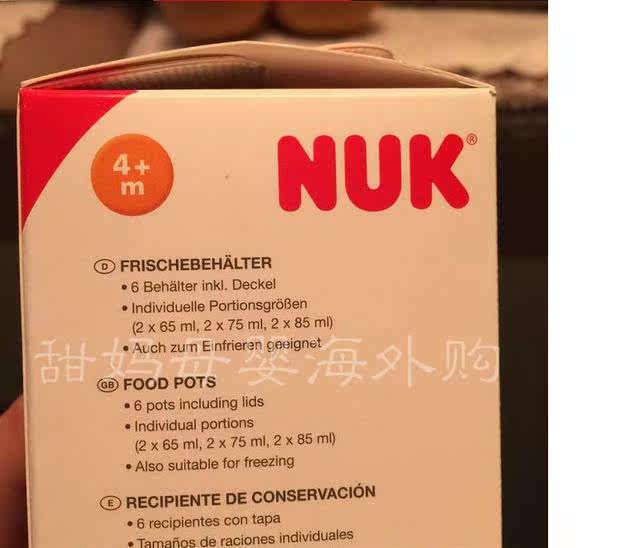 4+
m
NUK®
D FRISCHEBEHÄLTER
• 6 Behälter inkl. Deckel
• Individuelle Portionsgrößen
(2 x 65 ml, 2 x 75 ml, 2 x 85 ml)
• Auch zum Einfrieren geeignet
甜妈母婴海外购
GB FOOD POTS
• 6 pots including lids
• Individual portions
(2 x 65 ml, 2 x 75 ml, 2 x 85 ml)
• Also suitable for freezing
E RECIPIENTE DE CONSERVACIÓN
• 6 recipientes con tapa
• Tamaños de raciones individuales